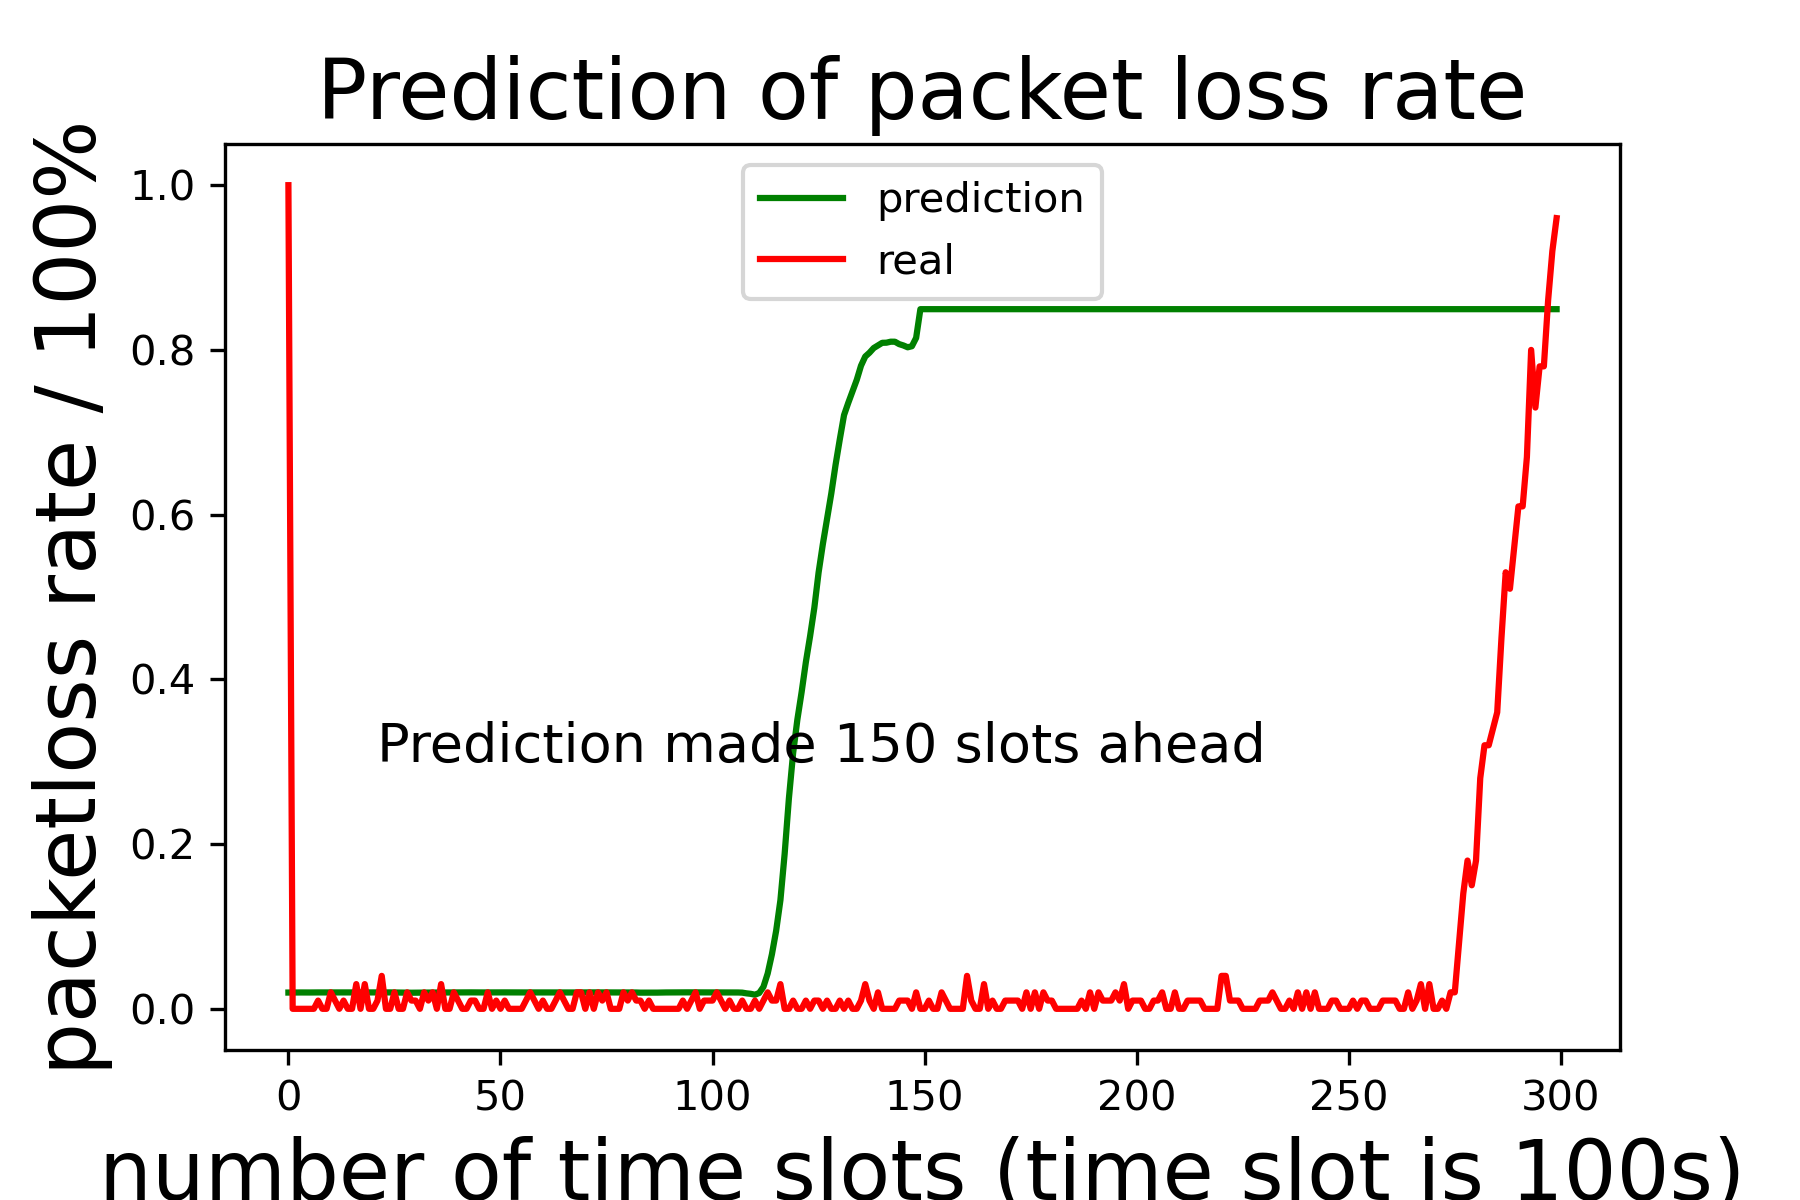 Prediction of packet loss rate
packetloss rate / 100%
1.0
0.8
0.6
0.4
0.2
0.0
prediction
real
Prediction made 150 slots ahead
0 50 100 150 200 250 300
number of time slots (time slot is 100s)